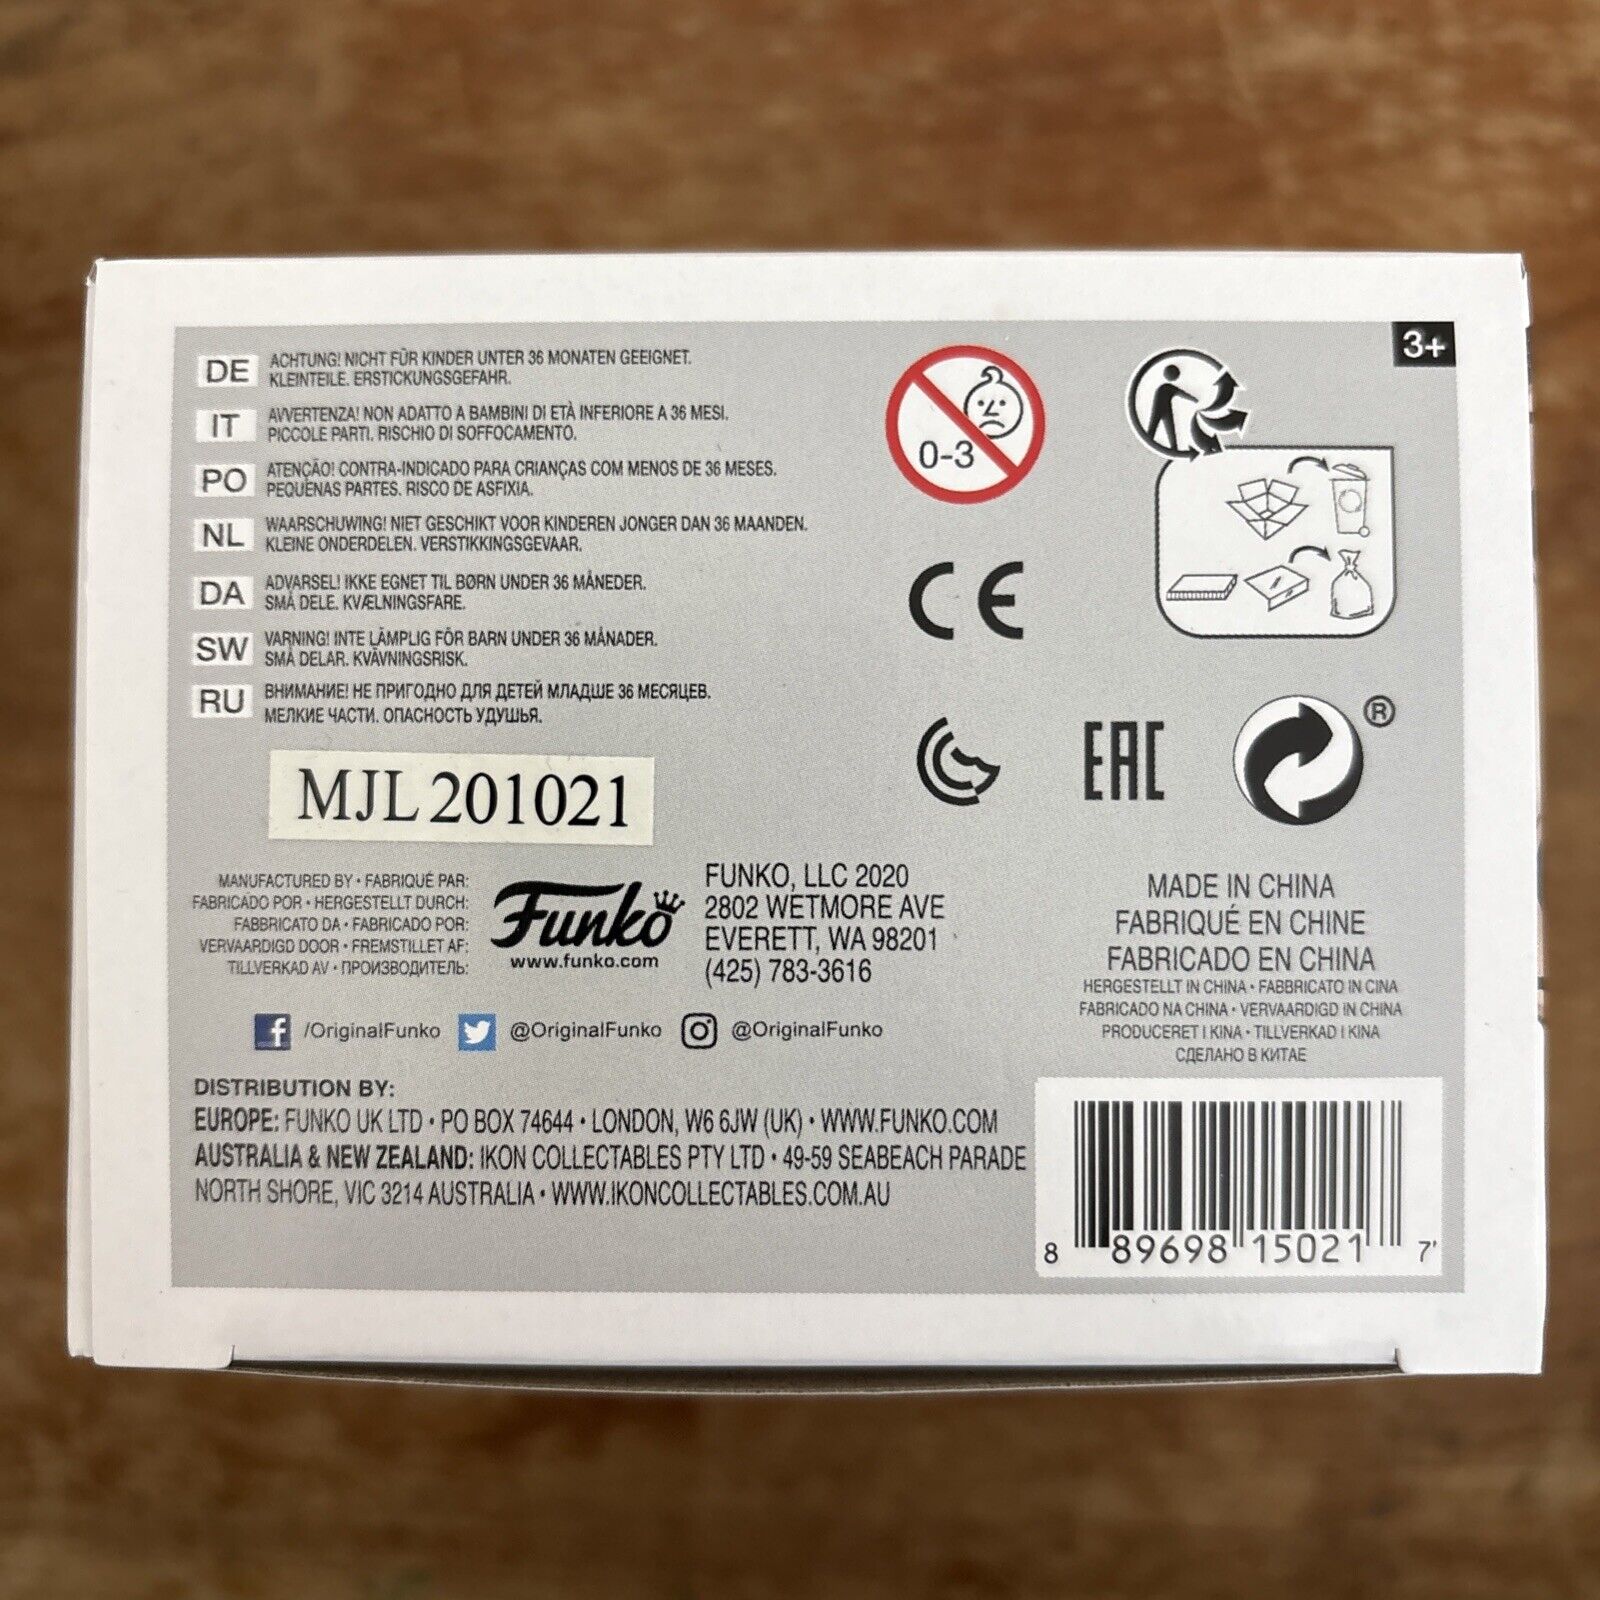 3+
DE ACHTUNG! NICHT FÜR KINDER UNTER 36 MONATEN GEEIGNET.
KLEINTEILE. ERSTICKUNGSGEFAHR.
IT AVVERTENZA! NON ADATTO A BAMBINI DI ETÀ INFERIORE A 36 MESI.
PICCOLE PARTI. RISCHIO DI SOFFOCAMENTO.
PO ATENÇÃO! CONTRA-INDICADO PARA CRIANÇAS COM MENOS DE 36 MESES.
PEQUENAS PARTES. RISCO DE ASFIXIA.
NL WAARSCHUWING! NIET GESCHIKT VOOR KINDEREN JONGER DAN 36 MAANDEN.
KLEINE ONDERDELEN. VERSTIKKINGSGEVAAR.
DA ADVARSEL! IKKE EGNET TIL BØRN UNDER 36 MÅNEDER.
SMÅ DELE. KVÆLNINGSFARE.
SW VARNING! INTE LÄMPLIG FÖR BARN UNDER 36 MÅNADER.
SMÅ DELAR. KVÄVNINGSRISK.
RU ВНИМАНИЕ! НЕ ПРИГОДНО ДЛЯ ДЕТЕЙ МЛАДШЕ 36 МЕСЯЦЕВ.
МЕЛКИЕ ЧАСТИ. ОПАСНОСТЬ УДУШЬЯ.
0-3
CE
EAC
®
MJL 201021
MANUFACTURED BY • FABRIQUÉ PAR:
FABRICADO POR • HERGESTELLT DURCH:
FABBRICATO DA • FABRICADO POR:
VERVAARDIGD DOOR • FREMSTILLET AF:
TILLVERKAD AV • ПРОИЗВОДИТЕЛЬ:
Funko
www.funko.com
FUNKO, LLC 2020
2802 WETMORE AVE
EVERETT, WA 98201
(425) 783-3616
MADE IN CHINA
FABRIQUÉ EN CHINE
FABRICADO EN CHINA
HERGESTELLT IN CHINA • FABBRICATO IN CINA
FABRICADO NA CHINA • VERVAARDIGD IN CHINA
PRODUCERET I KINA • TILLVERKAD I KINA
СДЕЛАНО В КИТАЕ
/OriginalFunko @OriginalFunko @OriginalFunko
DISTRIBUTION BY:
EUROPE: FUNKO UK LTD • PO BOX 74644 • LONDON, W6 6JW (UK) • WWW.FUNKO.COM
AUSTRALIA & NEW ZEALAND: IKON COLLECTABLES PTY LTD • 49-59 SEABEACH PARADE
NORTH SHORE, VIC 3214 AUSTRALIA • WWW.IKONCOLLECTABLES.COM.AU
8 89698 15021 7